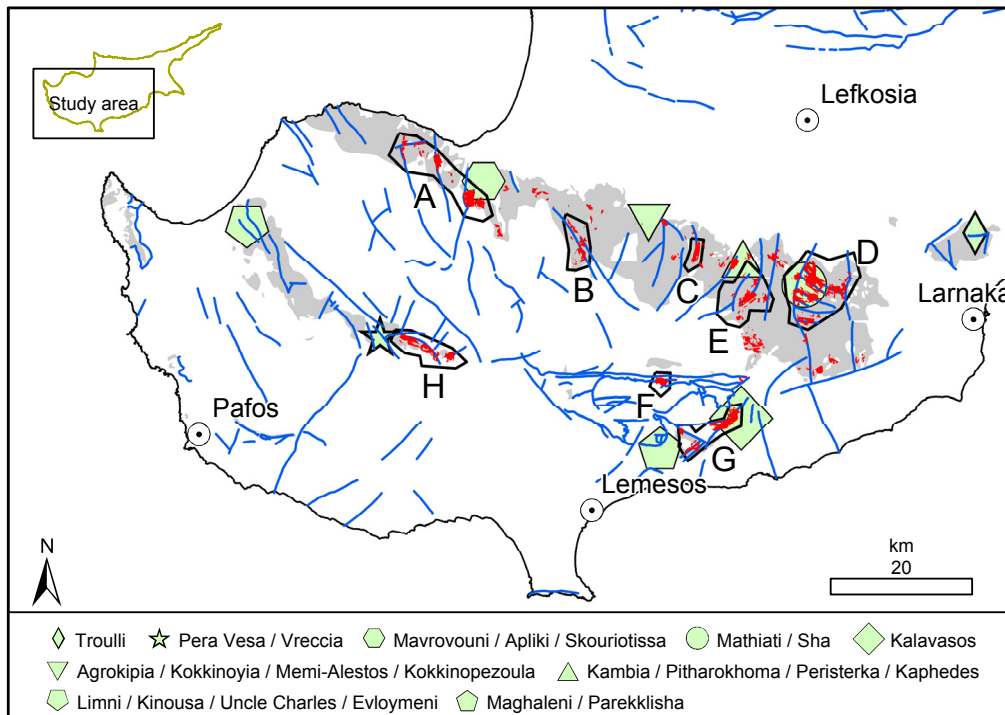 Study area
Lefkosia
A
D
B
C
Larnaka
E
H
F
Pafos
G
Lemesos
N
km
20
Troulli
Pera Vesa / Vreccia
Mavrovouni / Apliki / Skouriotissa
Mathiati / Sha
Kalavasos
Agrokipia / Kokkinoyia / Memi-Alestos / Kokkinopezoula
Kambia / Pitharokhoma / Peristerka / Kaphedes
Limni / Kinousa / Uncle Charles / Evloymeni
Maghaleni / Parekklisha